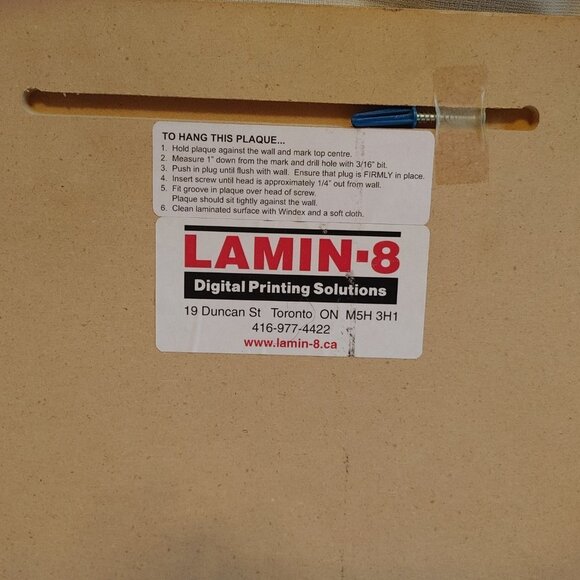 TO HANG THIS PLAQUE...
1. Hold plaque against the wall and mark top centre.
2. Measure 1" down from the mark and drill hole with 3/16" bit.
3. Push in plug until flush with wall. Ensure that plug is FIRMLY in place.
4. Insert screw until head is approximately 1/4" out from wall.
5. Fit groove in plaque over head of screw.
Plaque should sit tightly against the wall.
6. Clean laminated surface with Windex and a soft cloth.
LAMIN-8
Digital Printing Solutions
19 Duncan St Toronto ON M5H 3H1
416-977-4422
www.lamin-8.ca